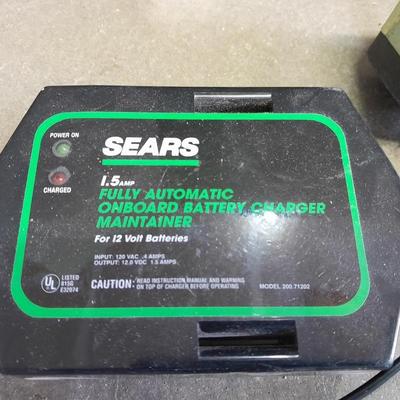 POWER ON
SEARS
CHARGED
1.5 AMP
FULLY AUTOMATIC
ONBOARD BATTERY CHARGER
MAINTAINER
For 12 Volt Batteries
INPUT: 120 VAC .4 AMPS
OUTPUT: 12.0 VDC 1.5 AMPS
UL LISTED
815G
E32074
CAUTION: READ INSTRUCTION MANUAL AND WARNING
ON TOP OF CHARGER BEFORE OPERATING
MODEL 200.71202